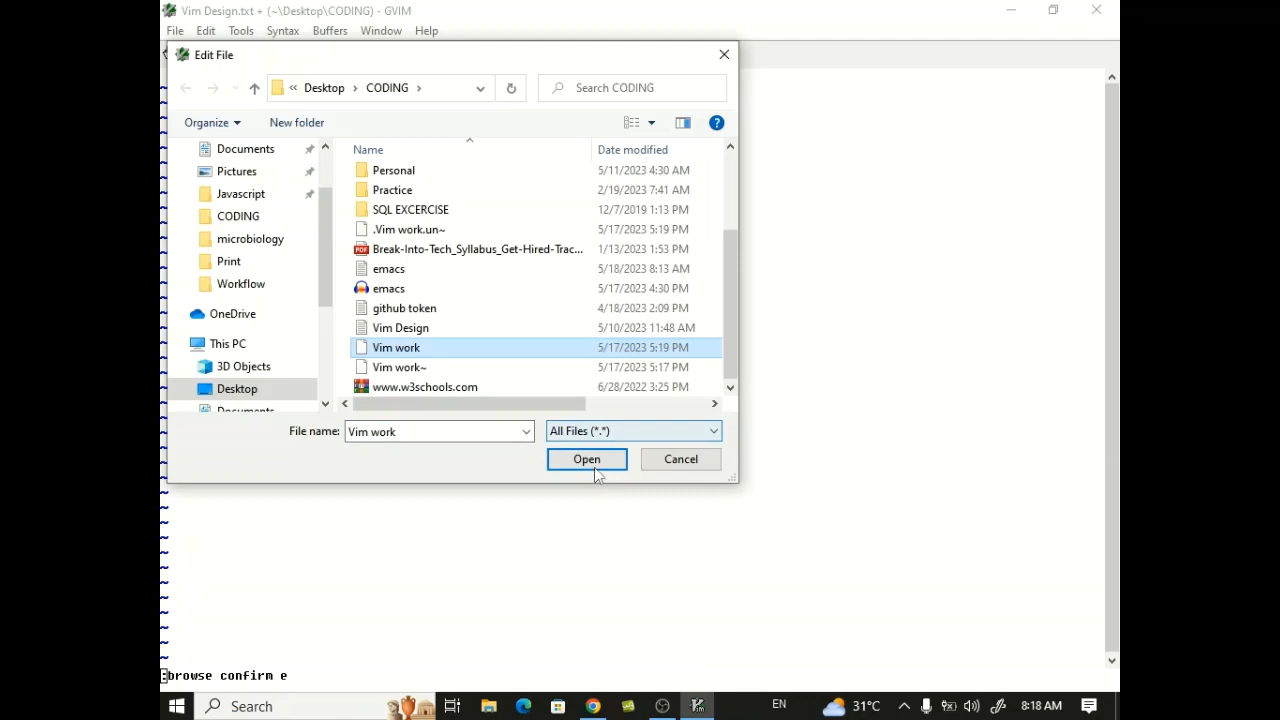 Vim Design.txt + (~\Desktop\CODING) - GVIM
File Edit Tools Syntax Buffers Window Help
Edit File
« Desktop > CODING >
Search CODING
Organize
New folder
Documents
Pictures
Javascript
CODING
microbiology
Print
Workflow
OneDrive
This PC
3D Objects
Desktop
Documents
Name Date modified
Personal 5/11/2023 4:30 AM
Practice 2/19/2023 7:41 AM
SQL EXCERCISE 12/7/2019 1:13 PM
.Vim work.un~ 5/17/2023 5:19 PM
Break-Into-Tech_Syllabus_Get-Hired-Trac... 1/13/2023 1:53 PM
emacs 5/18/2023 8:13 AM
emacs 5/17/2023 4:30 PM
github token 4/18/2023 2:09 PM
Vim Design 5/10/2023 11:48 AM
Vim work 5/17/2023 5:19 PM
Vim work~ 5/17/2023 5:17 PM
www.w3schools.com 6/28/2022 3:25 PM
File name: Vim work
All Files (*.*)
Open Cancel
:browse confirm e
Search
EN
31°C
8:18 AM